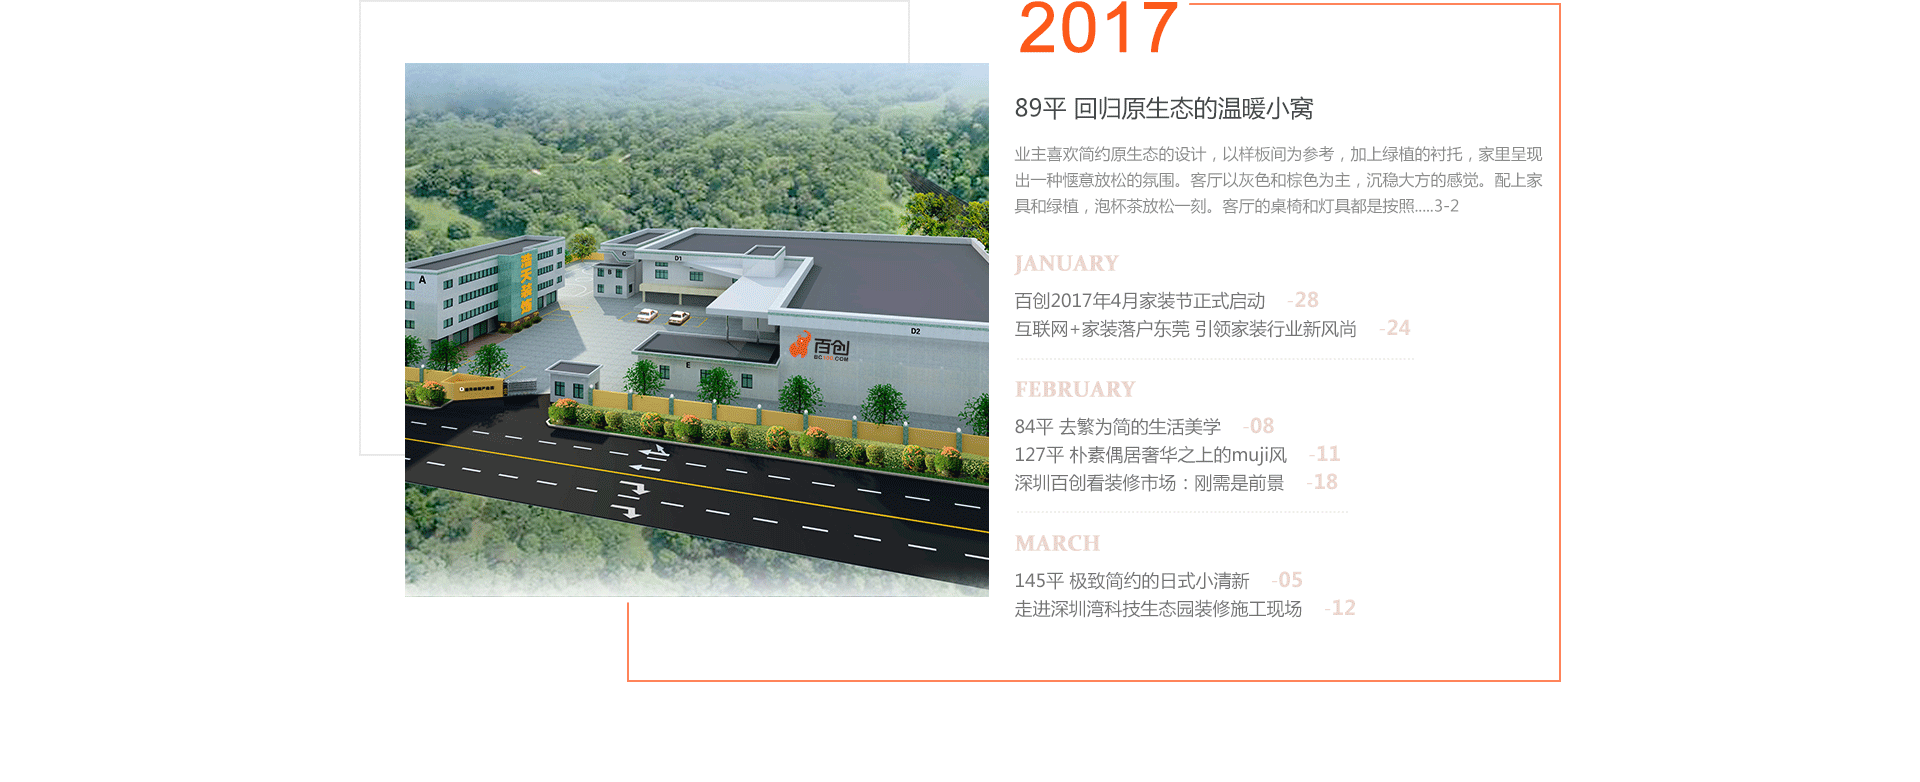 2017
89平 回归原生态的温暖小窝
业主喜欢简约原生态的设计，以样板间为参考，加上绿植的衬托，家里呈现
出一种惬意放松的氛围。客厅以灰色和棕色为主，沉稳大方的感觉。配上家
具和绿植，泡杯茶放松一刻。客厅的桌椅和灯具都是按照.....3-2
JANUARY
百创2017年4月家装节正式启动 -28
互联网+家装落户东莞 引领家装行业新风尚 -24
FEBRUARY
84平 去繁为简的生活美学 -08
127平 朴素偶居奢华之上的muji风 -11
深圳百创看装修市场：刚需是前景 -18
MARCH
145平 极致简约的日式小清新 -05
走进深圳湾科技生态园装修施工现场 -12
A
浩天装饰
C
D1
D2
百创
E